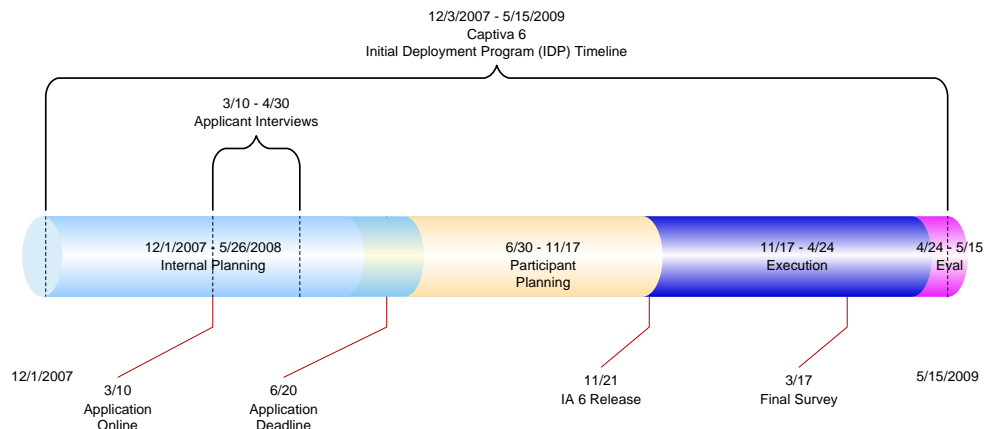 12/3/2007 - 5/15/2009
Captiva 6
Initial Deployment Program (IDP) Timeline
3/10 - 4/30
Applicant Interviews
12/1/2007 - 5/26/2008
Internal Planning
6/30 - 11/17
Participant
Planning
11/17 - 4/24
Execution
4/24 - 5/15
Eval
12/1/2007
3/10
Application
Online
6/20
Application
Deadline
11/21
IA 6 Release
3/17
Final Survey
5/15/2009